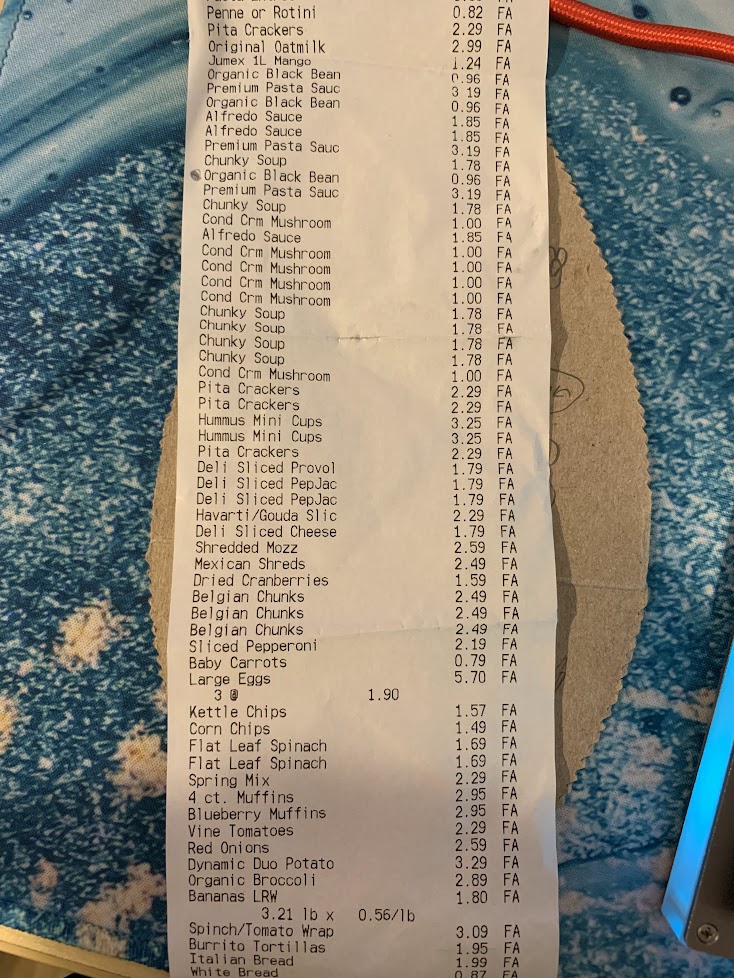 Penne or Rotini 0.82 FA
Pita Crackers 2.29 FA
Original Oatmilk 2.99 FA
Jumex 1L Mango 1.24 FA
Organic Black Bean 0.96 FA
Premium Pasta Sauc 3.19 FA
Organic Black Bean 0.96 FA
Alfredo Sauce 1.85 FA
Alfredo Sauce 1.85 FA
Premium Pasta Sauc 3.19 FA
Chunky Soup 1.78 FA
Organic Black Bean 0.96 FA
Premium Pasta Sauc 3.19 FA
Chunky Soup 1.78 FA
Cond Crm Mushroom 1.00 FA
Alfredo Sauce 1.85 FA
Cond Crm Mushroom 1.00 FA
Cond Crm Mushroom 1.00 FA
Cond Crm Mushroom 1.00 FA
Cond Crm Mushroom 1.00 FA
Chunky Soup 1.78 FA
Chunky Soup 1.78 FA
Chunky Soup 1.78 FA
Chunky Soup 1.78 FA
Cond Crm Mushroom 1.00 FA
Pita Crackers 2.29 FA
Pita Crackers 2.29 FA
Hummus Mini Cups 3.25 FA
Hummus Mini Cups 3.25 FA
Pita Crackers 2.29 FA
Deli Sliced Provol 1.79 FA
Deli Sliced PepJac 1.79 FA
Deli Sliced PepJac 1.79 FA
Havarti/Gouda Slic 2.29 FA
Deli Sliced Cheese 1.79 FA
Shredded Mozz 2.59 FA
Mexican Shreds 2.49 FA
Dried Cranberries 1.59 FA
Belgian Chunks 2.49 FA
Belgian Chunks 2.49 FA
Belgian Chunks 2.49 FA
Sliced Pepperoni 2.19 FA
Baby Carrots 0.79 FA
Large Eggs 5.70 FA
3 @ 1.90
Kettle Chips 1.57 FA
Corn Chips 1.49 FA
Flat Leaf Spinach 1.69 FA
Flat Leaf Spinach 1.69 FA
Spring Mix 2.29 FA
4 ct. Muffins 2.95 FA
Blueberry Muffins 2.95 FA
Vine Tomatoes 2.29 FA
Red Onions 2.59 FA
Dynamic Duo Potato 3.29 FA
Organic Broccoli 2.89 FA
Bananas LRW 1.80 FA
3.21 lb x 0.56/lb
Spinch/Tomato Wrap 3.09 FA
Burrito Tortillas 1.95 FA
Italian Bread 1.99 FA
White Bread 0.87 FA